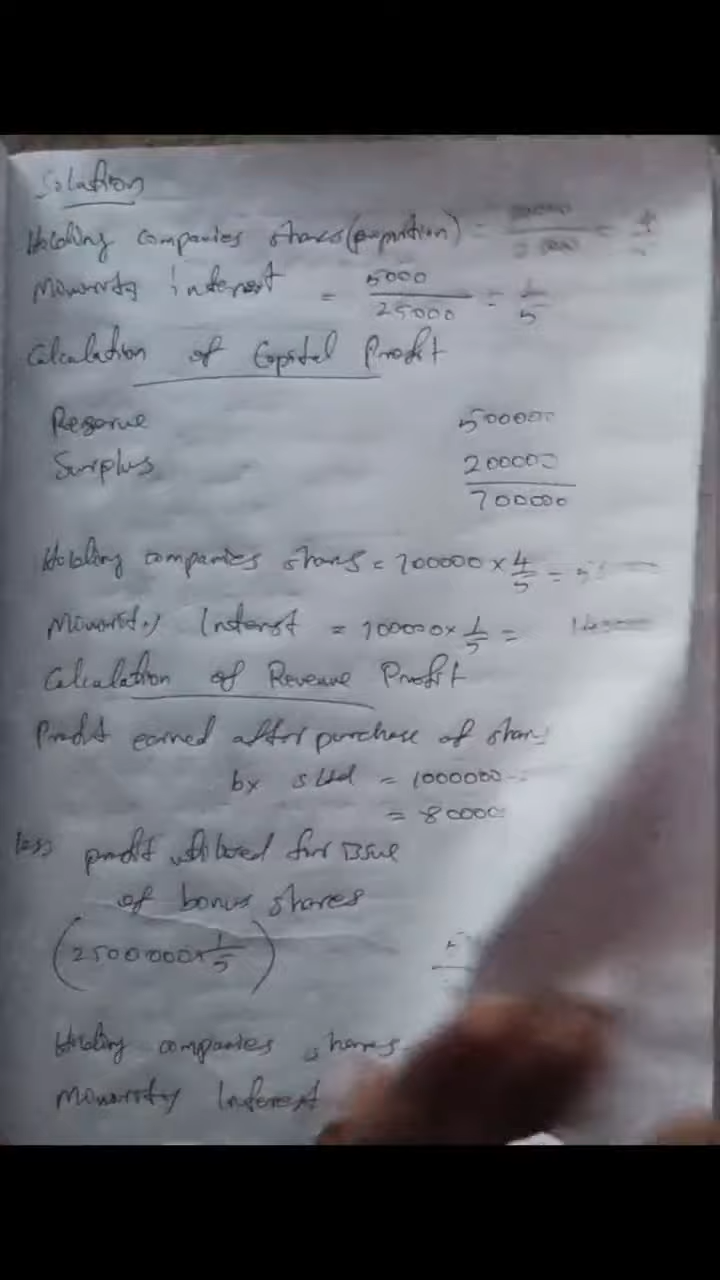 Solution
Holding companies shares (proportion) =
Minority interest = 5000/25000 = 1/5
Calculation of Capital Profit
Reserve 500000
Surplus 200000
700000
Holding companies shares = 700000 × 4/5 =
Minority Interest = 700000 × 1/5 =
Calculation of Revenue Profit
Profit earned after purchase of shares
by s Ltd = 1000000
= 80000
less profit utilized for issue
of bonus shares
(2500000 × 1/5)
Holding companies shares
Minority Interest